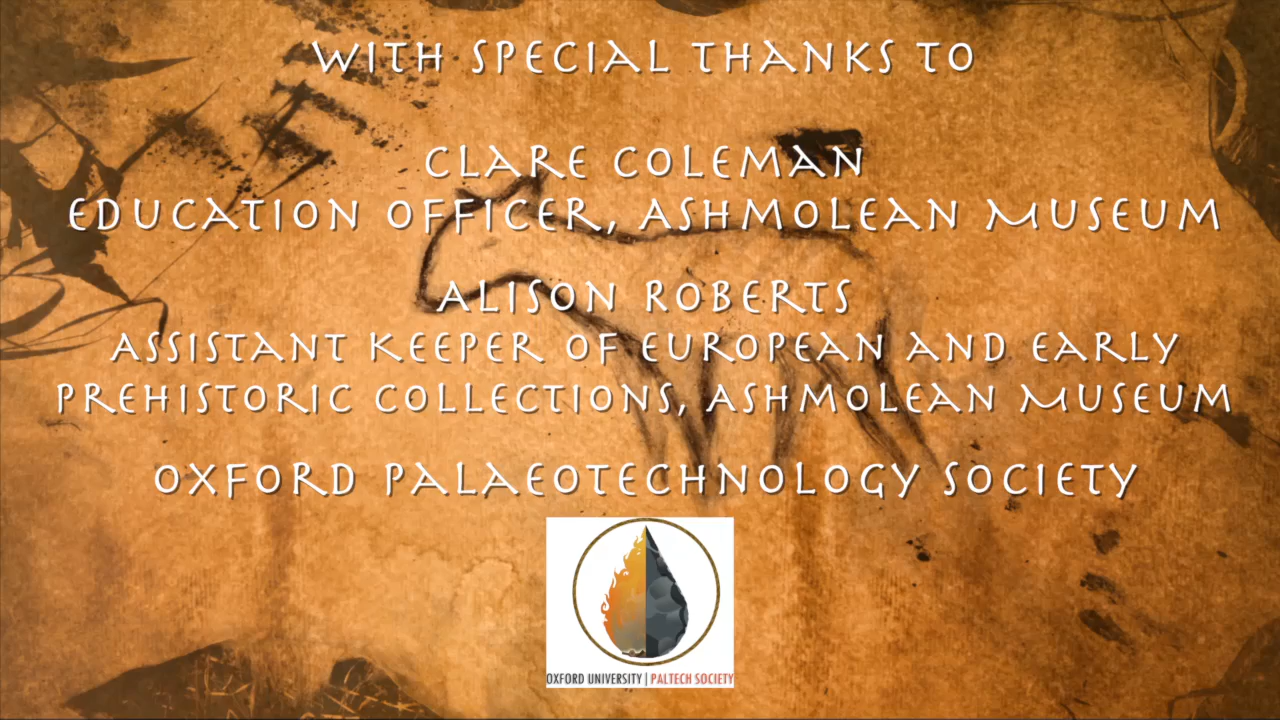 WITH SPECIAL THANKS TO
CLARE COLEMAN
EDUCATION OFFICER, ASHMOLEAN MUSEUM
ALISON ROBERTS
ASSISTANT KEEPER OF EUROPEAN AND EARLY
PREHISTORIC COLLECTIONS, ASHMOLEAN MUSEUM
OXFORD PALAEOTECHNOLOGY SOCIETY
OXFORD UNIVERSITY | PALTECH SOCIETY